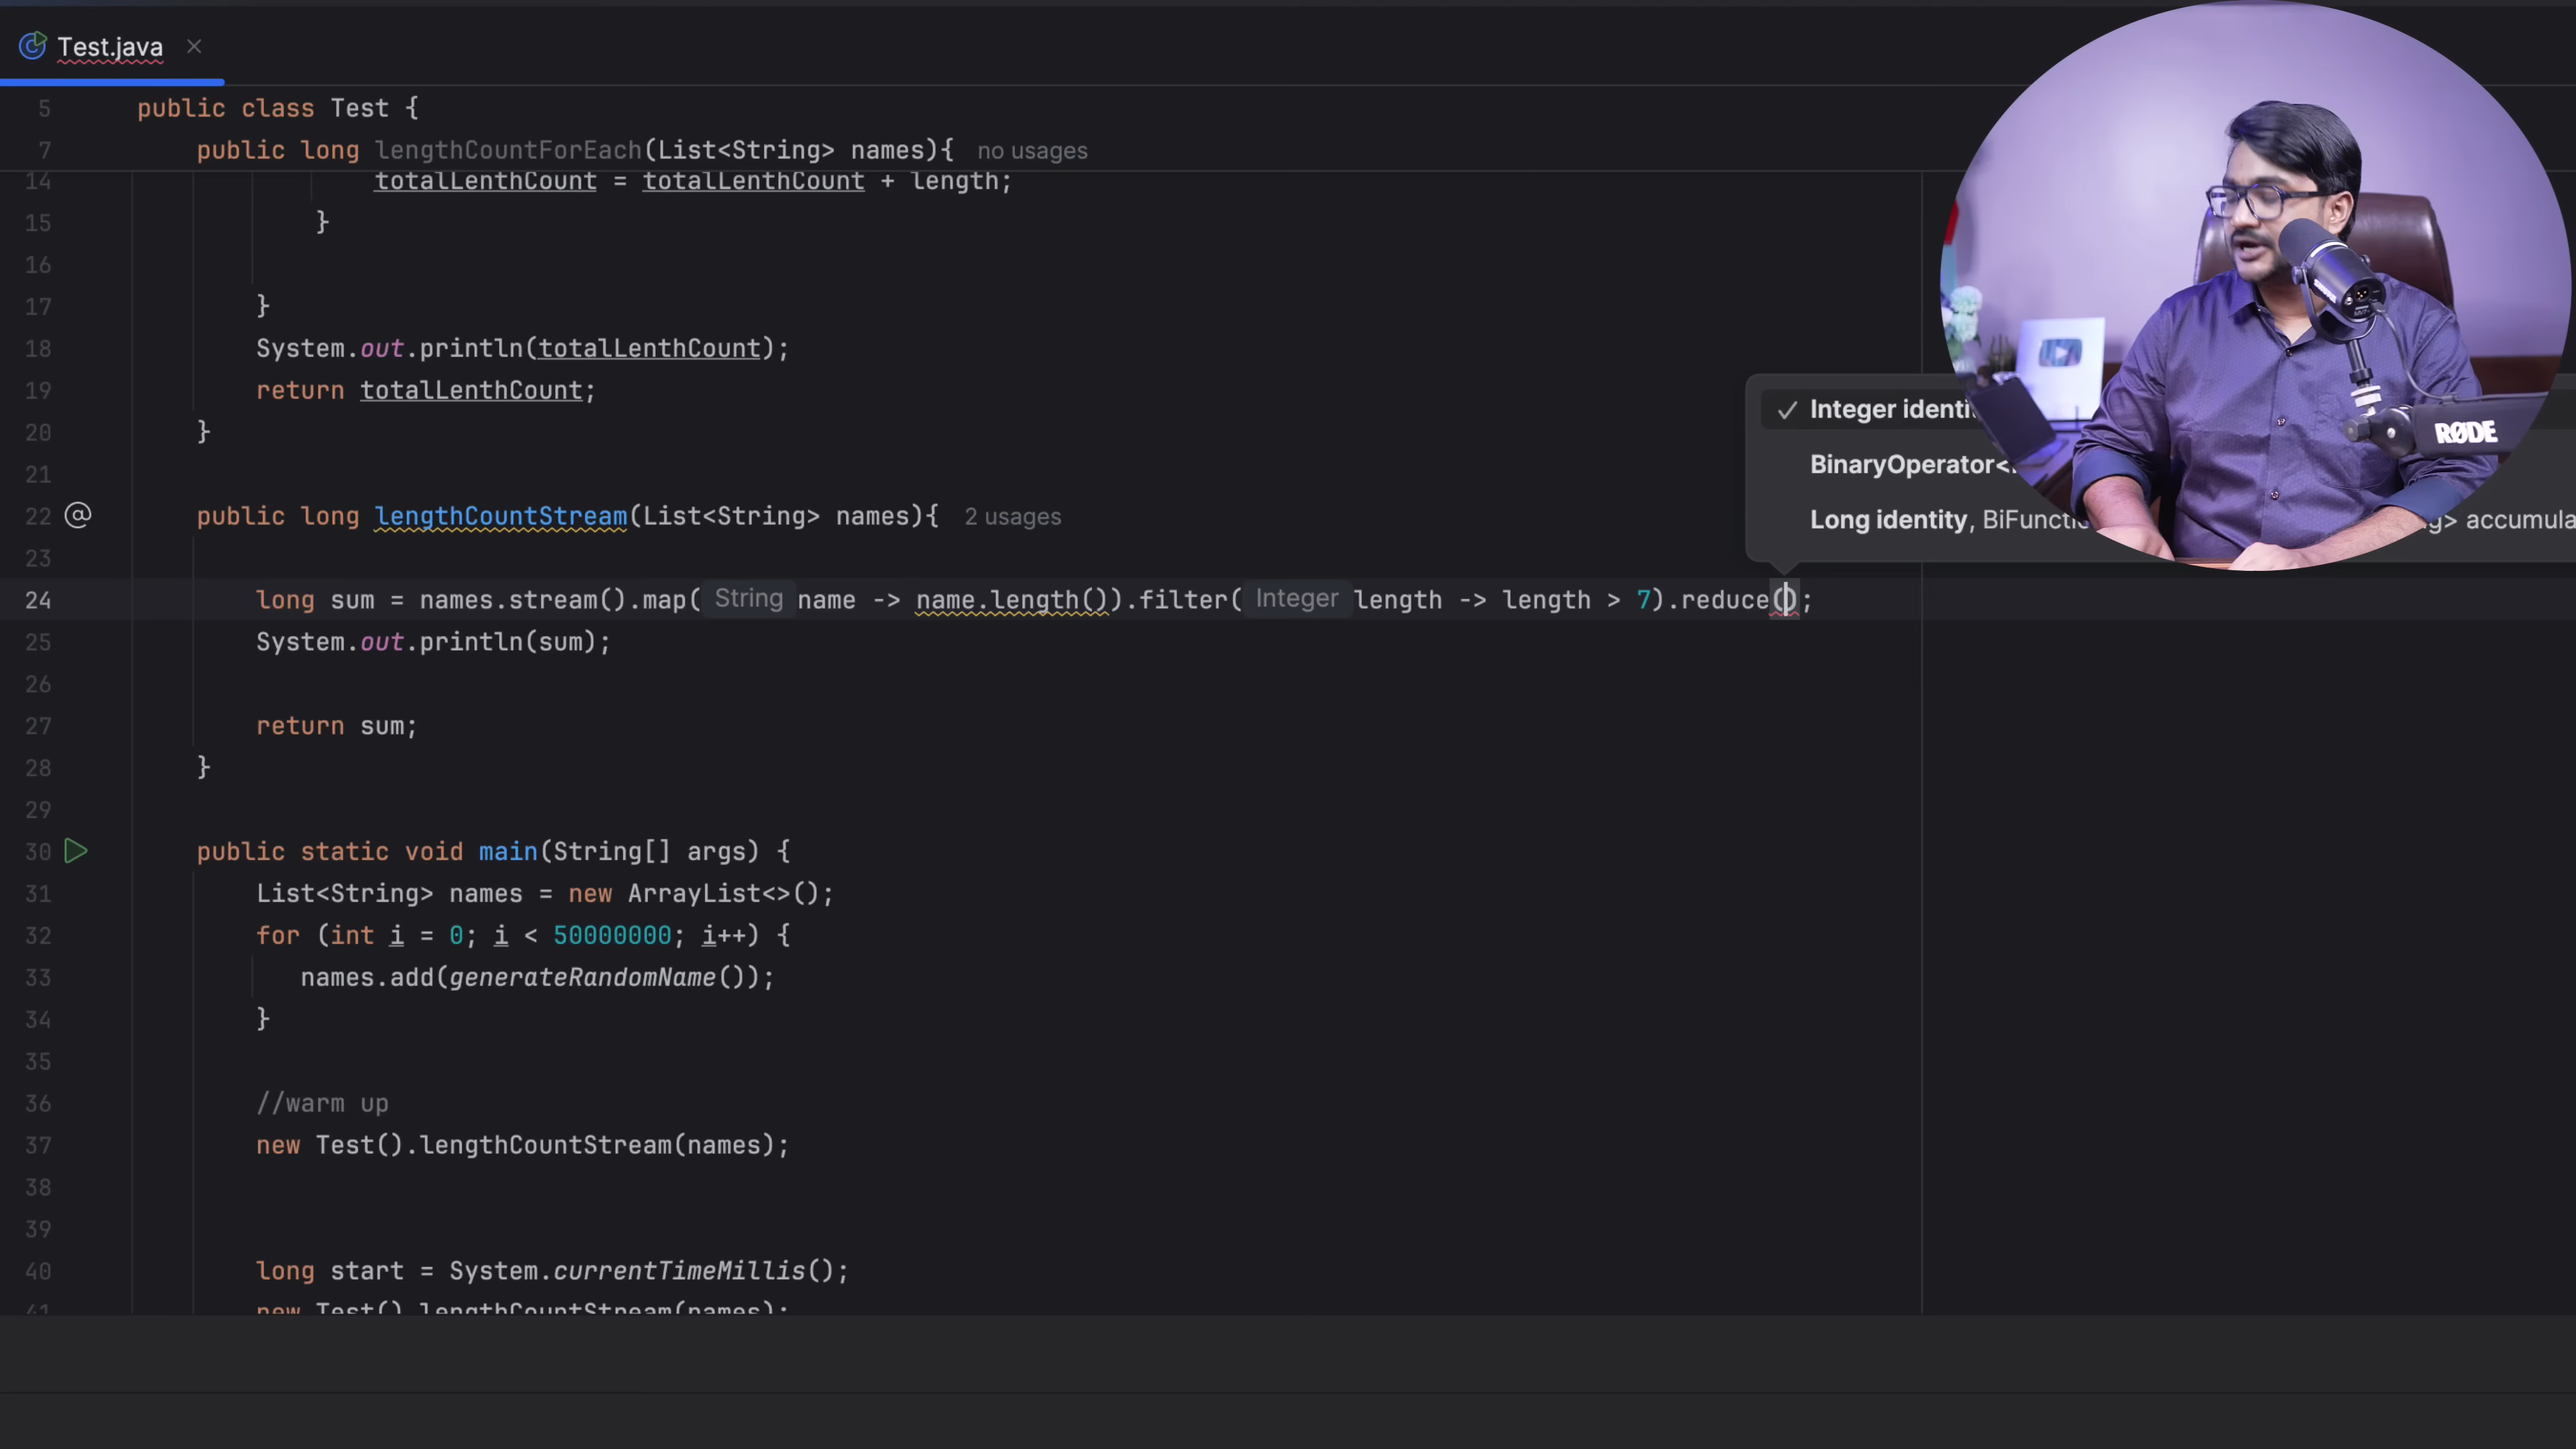 Test.java
5 public class Test {
7 public long lengthCountForEach(List<String> names){ no usages
14 totalLenthCount = totalLenthCount + length;
15 }
16
17 }
18 System.out.println(totalLenthCount);
19 return totalLenthCount;
20 }
21
22 public long lengthCountStream(List<String> names){ 2 usages
23
24 long sum = names.stream().map( String name -> name.length()).filter( Integer length -> length > 7).reduce();
25 System.out.println(sum);
26
27 return sum;
28 }
29
30 public static void main(String[] args) {
31 List<String> names = new ArrayList<>();
32 for (int i = 0; i < 50000000; i++) {
33 names.add(generateRandomName());
34 }
35
36 //warm up
37 new Test().lengthCountStream(names);
38
39
40 long start = System.currentTimeMillis();
41 new Test().lengthCountStream(names);
Integer
BinaryOperator<
Long identity,
RØDE